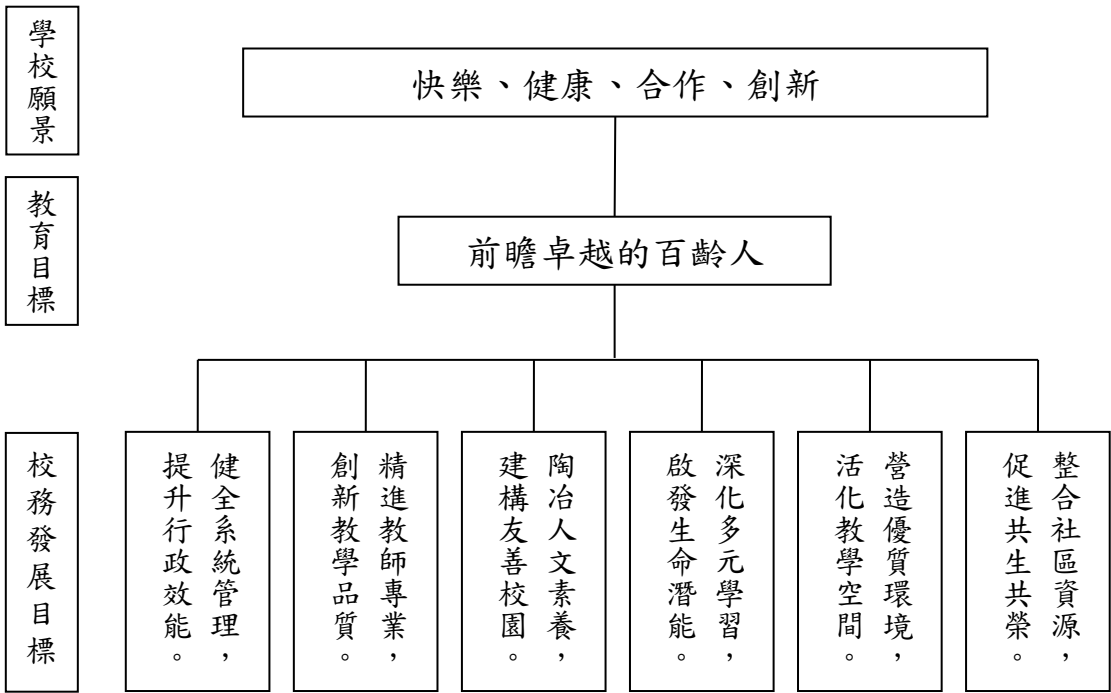 學校願景
快樂、健康、合作、創新
教育目標
前瞻卓越的百齡人
校務發展目標
健全系統管理，
提升行政效能。
精進教師專業，
創新教學品質。
陶冶人文素養，
建構友善校園。
深化多元學習，
啟發生命潛能。
營造優質環境，
活化教學空間。
整合社區資源，
促進共生共榮。